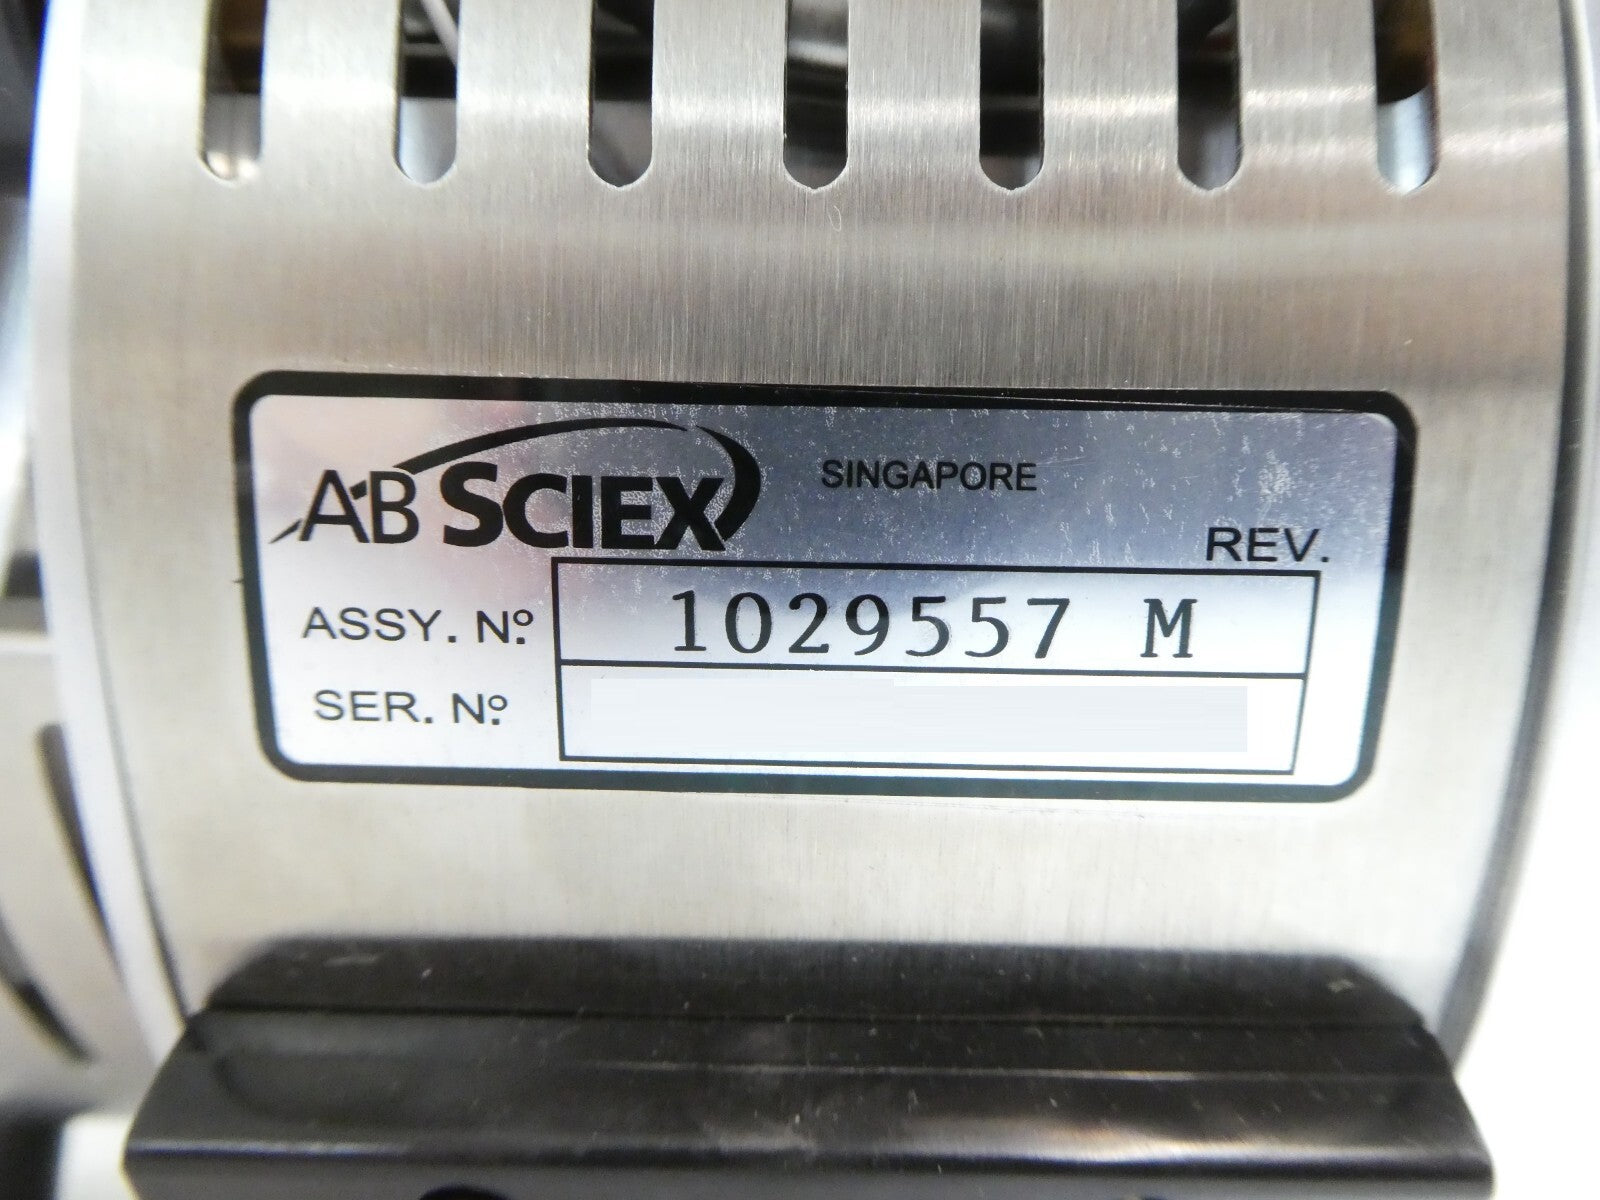 AB SCIEX
SINGAPORE
REV.
ASSY. Nº. 1029557 M
SER. Nº.